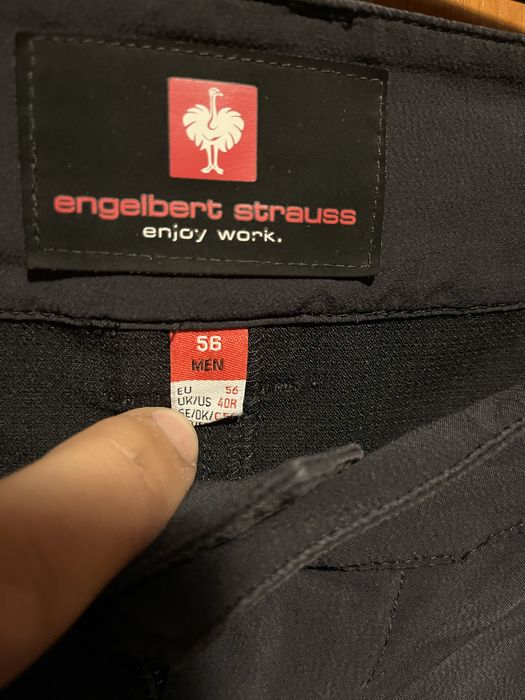 engelbert strauss
enjoy work.
56
MEN
EU 56
UK/US 40R
SE/DK/